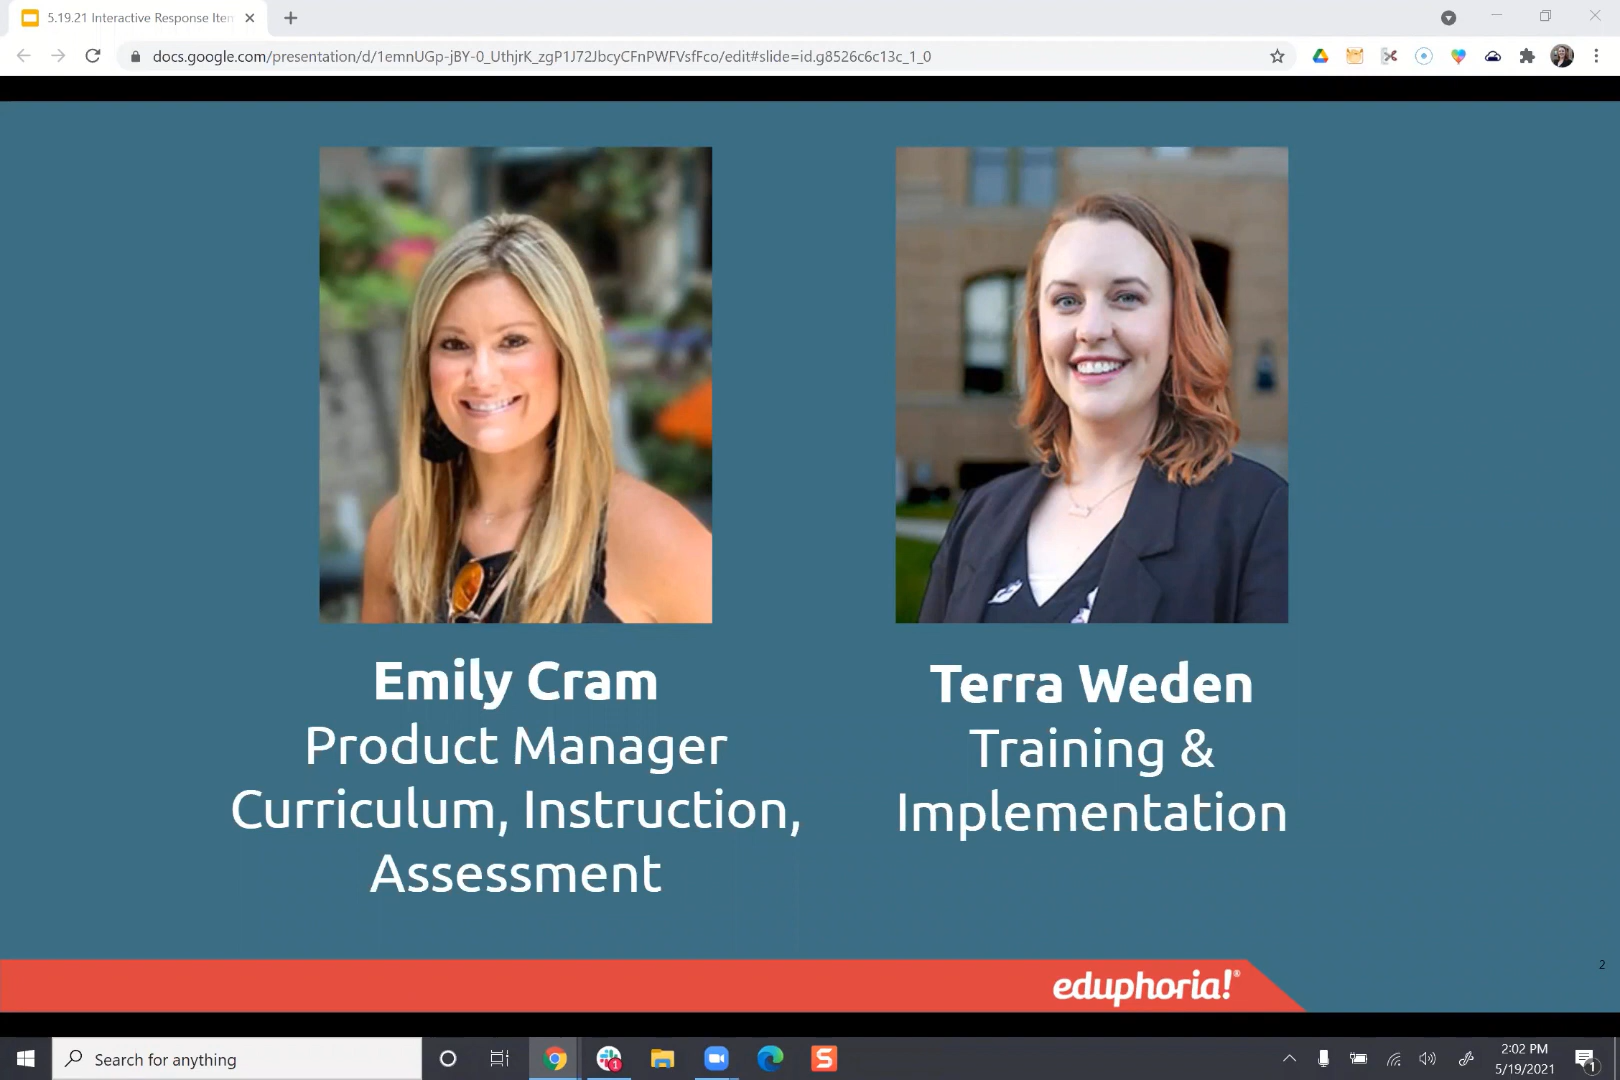 5.19.21 Interactive Response Iten
docs.google.com/presentation/d/1emnUGp-jBY-0_UthjrK_zgP1J72JbcyCFnPWFVsfFco/edit#slide=id.g8526c6c13c_1_0
Emily Cram
Product Manager
Curriculum, Instruction,
Assessment
Terra Weden
Training &
Implementation
2
eduphoria!®
Search for anything
1
S
2:02 PM
5/19/2021
1